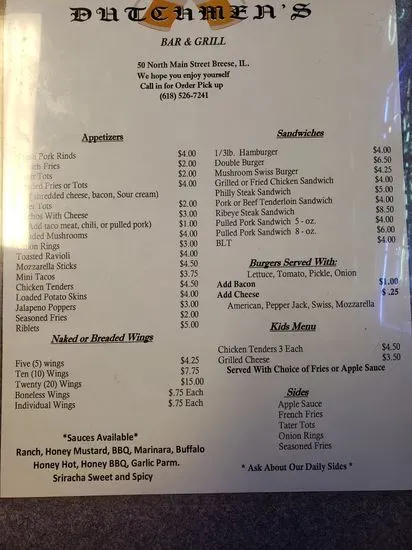 DUTCHMEN'S
BAR & GRILL
50 North Main Street Breese, IL.
We hope you enjoy yourself
Call in for Order Pick up
(618) 526-7241
Appetizers
Pork Rinds $4.00
Fries $2.00
Tots $2.00
Fries or Tots $4.00
shredded cheese, bacon, Sour cream)
Tots $2.00
With Cheese $3.00
taco meat, chili, or pulled pork) $1.00
Mushrooms $4.00
Rings $3.00
Toasted Ravioli $4.00
Mozzarella Sticks $4.50
Mini Tacos $3.75
Chicken Tenders $4.50
Loaded Potato Skins $4.00
Jalapeno Poppers $3.00
Seasoned Fries $2.00
Riblets $5.00
Naked or Breaded Wings
Five (5) wings $4.25
Ten (10) Wings $7.75
Twenty (20) Wings $15.00
Boneless Wings $.75 Each
Individual Wings $.75 Each
*Sauces Available*
Ranch, Honey Mustard, BBQ, Marinara, Buffalo
Honey Hot, Honey BBQ, Garlic Parm.
Sriracha Sweet and Spicy
Sandwiches
1/3lb. Hamburger $4.00
Double Burger $6.50
Mushroom Swiss Burger $4.25
Grilled or Fried Chicken Sandwich $4.00
Philly Steak Sandwich $5.00
Pork or Beef Tenderloin Sandwich $4.00
Ribeye Steak Sandwich $8.50
Pulled Pork Sandwich 5 - oz. $4.00
Pulled Pork Sandwich 8 - oz. $6.00
BLT $4.00
Burgers Served With:
Lettuce, Tomato, Pickle, Onion
Add Bacon $1.00
Add Cheese $ .25
American, Pepper Jack, Swiss, Mozzarella
Kids Menu
Chicken Tenders 3 Each $4.50
Grilled Cheese $3.50
Served With Choice of Fries or Apple Sauce
Sides
Apple Sauce
French Fries
Tater Tots
Onion Rings
Seasoned Fries
* Ask About Our Daily Sides *